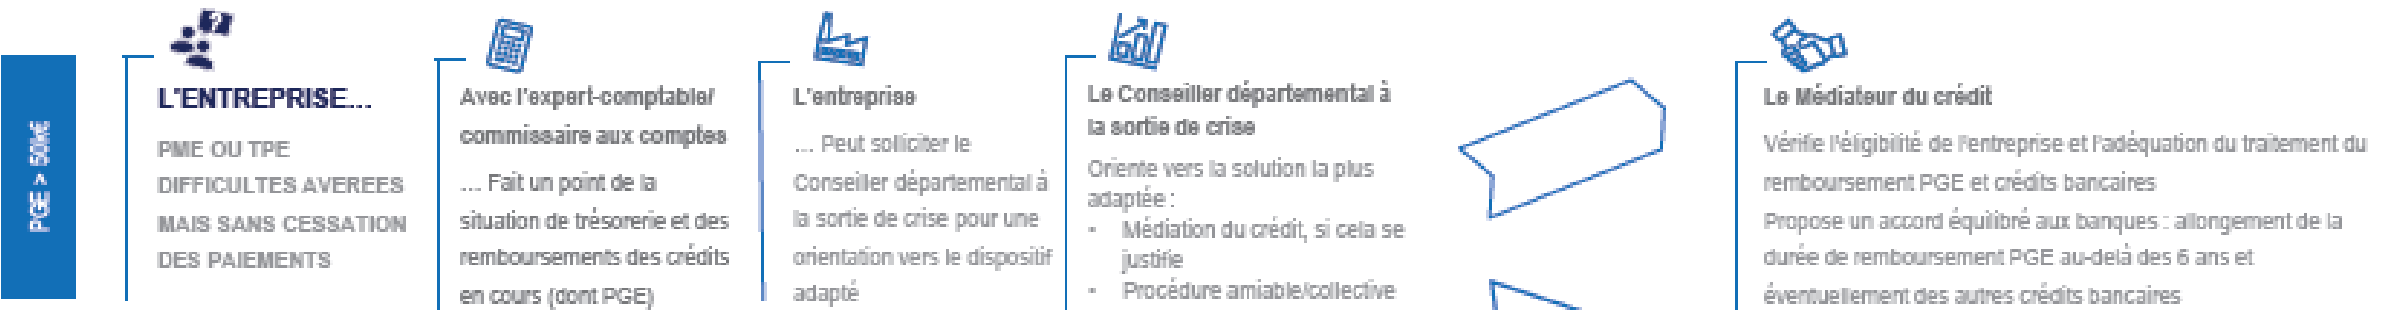 PGE > 50k€
L'ENTREPRISE...
PME OU TPE
DIFFICULTES AVEREES
MAIS SANS CESSATION
DES PAIEMENTS
Avec l'expert-comptable/
commissaire aux comptes
... Fait un point de la
situation de trésorerie et des
remboursements des crédits
en cours (dont PGE)
L'entreprise
... Peut solliciter le
Conseiller départemental à
la sortie de crise pour une
orientation vers le dispositif
adapté
Le Conseiller départemental à
la sortie de crise
Oriente vers la solution la plus
adaptée :
- Médiation du crédit, si cela se
justifie
- Procédure amiable/collective
Le Médiateur du crédit
Vérifie l'éligibilité de l'entreprise et l'adéquation du traitement du
remboursement PGE et crédits bancaires
Propose un accord équilibré aux banques : allongement de la
durée de remboursement PGE au-delà des 6 ans et
éventuellement des autres crédits bancaires